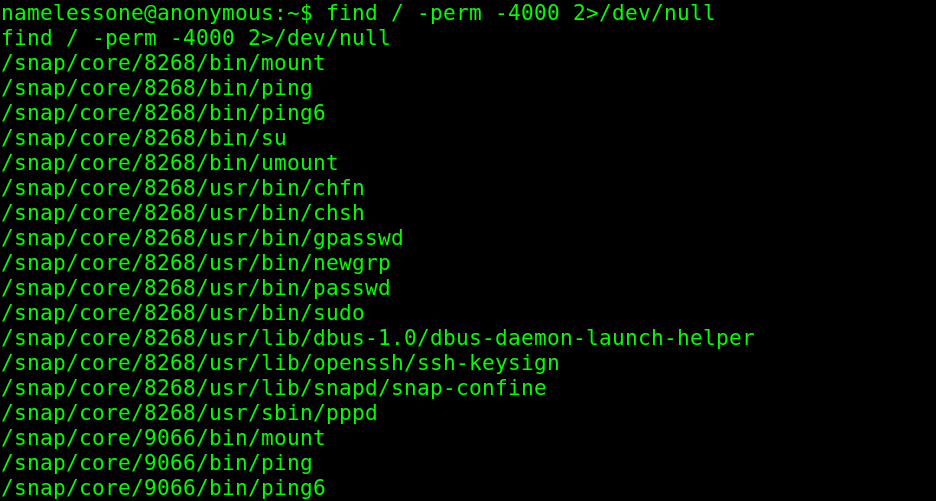 namelessone@anonymous:~$ find / -perm -4000 2>/dev/null
find / -perm -4000 2>/dev/null
/snap/core/8268/bin/mount
/snap/core/8268/bin/ping
/snap/core/8268/bin/ping6
/snap/core/8268/bin/su
/snap/core/8268/bin/umount
/snap/core/8268/usr/bin/chfn
/snap/core/8268/usr/bin/chsh
/snap/core/8268/usr/bin/gpasswd
/snap/core/8268/usr/bin/newgrp
/snap/core/8268/usr/bin/passwd
/snap/core/8268/usr/bin/sudo
/snap/core/8268/usr/lib/dbus-1.0/dbus-daemon-launch-helper
/snap/core/8268/usr/lib/openssh/ssh-keysign
/snap/core/8268/usr/lib/snapd/snap-confine
/snap/core/8268/usr/sbin/pppd
/snap/core/9066/bin/mount
/snap/core/9066/bin/ping
/snap/core/9066/bin/ping6